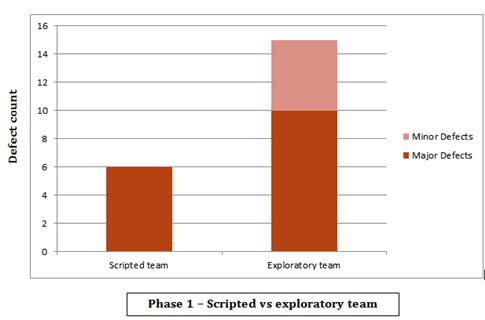 16
14
12
10
8
6
4
2
0
Defect count
Scripted team
Exploratory team
Minor Defects
Major Defects
Phase 1 – Scripted vs exploratory team